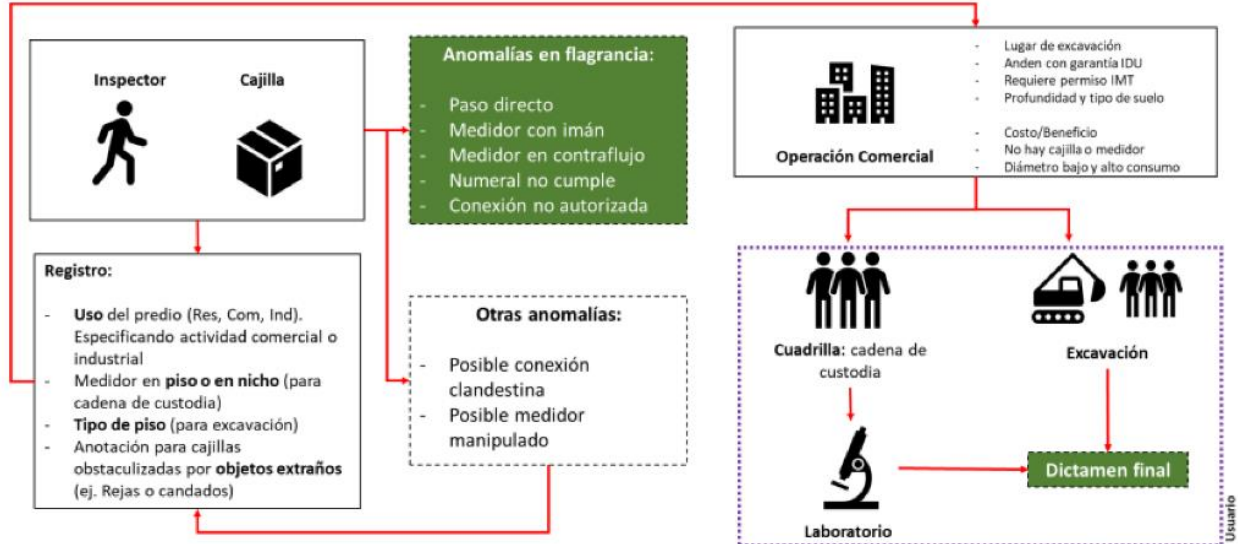 Inspector
Cajilla
Anomalías en flagrancia:
- Paso directo
- Medidor con imán
- Medidor en contraflujo
- Numeral no cumple
- Conexión no autorizada
Registro:
- Uso del predio (Res, Com, Ind).
Especificando actividad comercial o
industrial
- Medidor en piso o en nicho (para
cadena de custodia)
- Tipo de piso (para excavación)
- Anotación para cajillas
obstaculizadas por objetos extraños
(ej. Rejas o candados)
Otras anomalías:
- Posible conexión
clandestina
- Posible medidor
manipulado
Operación Comercial
- Lugar de excavación
- Anden con garantía IDU
- Requiere permiso IMT
- Profundidad y tipo de suelo
- Costo/Beneficio
- No hay cajilla o medidor
- Diámetro bajo y alto consumo
Cuadrilla: cadena de
custodia
Excavación
Laboratorio
Dictamen final
Usuario